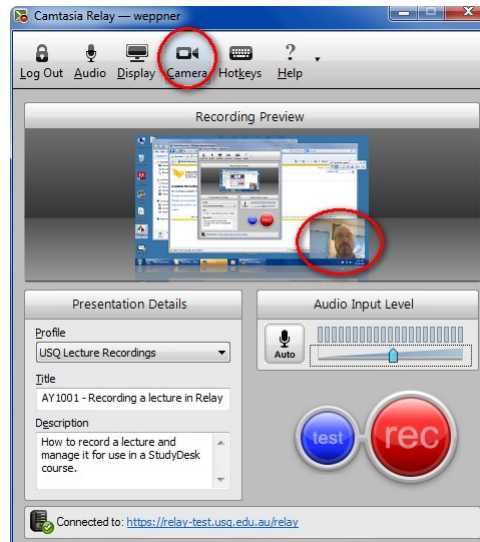 Camtasia Relay — weppner
Log Out Audio Display Camera Hotkeys Help
Recording Preview
Presentation Details
Profile
USQ Lecture Recordings
Title
AY1001 - Recording a lecture in Relay
Description
How to record a lecture and
manage it for use in a StudyDesk
course.
Audio Input Level
Auto
test rec
Connected to: https://relay-test.usq.edu.au/relay